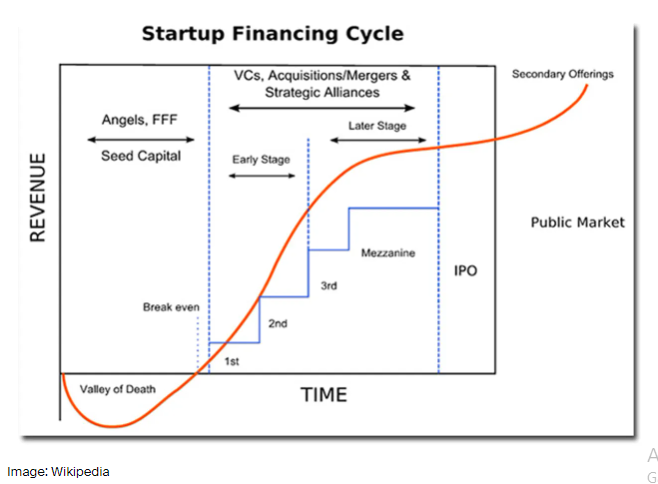 Startup Financing Cycle
VCs, Acquisitions/Mergers &
Strategic Alliances
Secondary Offerings
Angels, FFF
Seed Capital
Later Stage
Early Stage
REVENUE
Public Market
Mezzanine
IPO
3rd
Break even
2nd
1st
Valley of Death
TIME
Image: Wikipedia
A
G